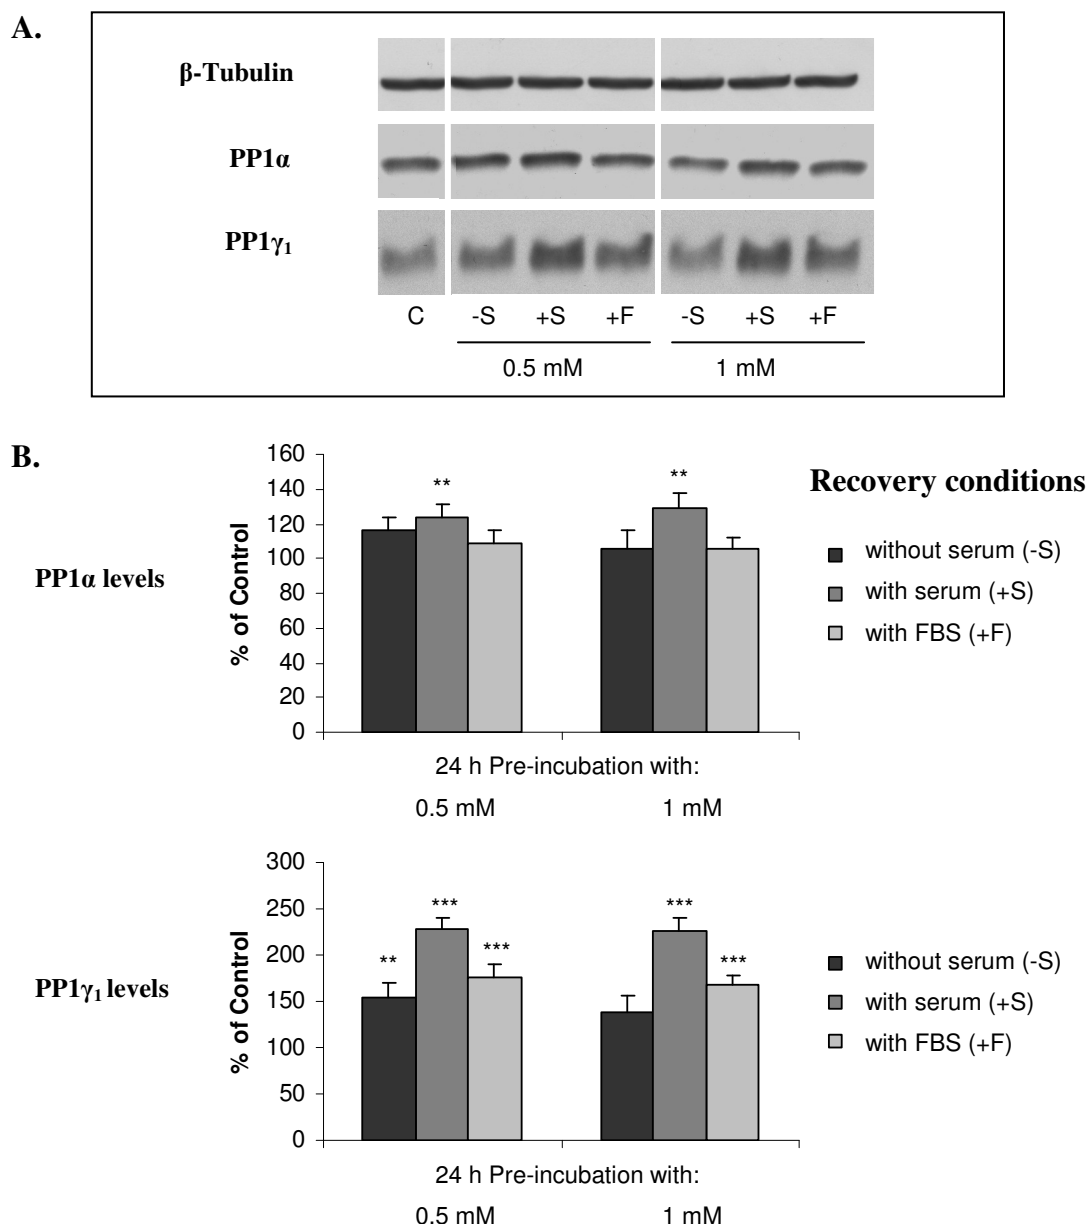 A.
β-Tubulin
PP1α
PP1γ₁
C -S +S +F -S +S +F
0.5 mM 1 mM
B.
PP1α levels
% of Control
160
140
120
100
80
60
40
20
0
** **
24 h Pre-incubation with:
0.5 mM 1 mM
Recovery conditions
without serum (-S)
with serum (+S)
with FBS (+F)
PP1γ₁ levels
% of Control
300
250
200
150
100
50
0
** *** *** *** ***
24 h Pre-incubation with:
0.5 mM 1 mM
without serum (-S)
with serum (+S)
with FBS (+F)